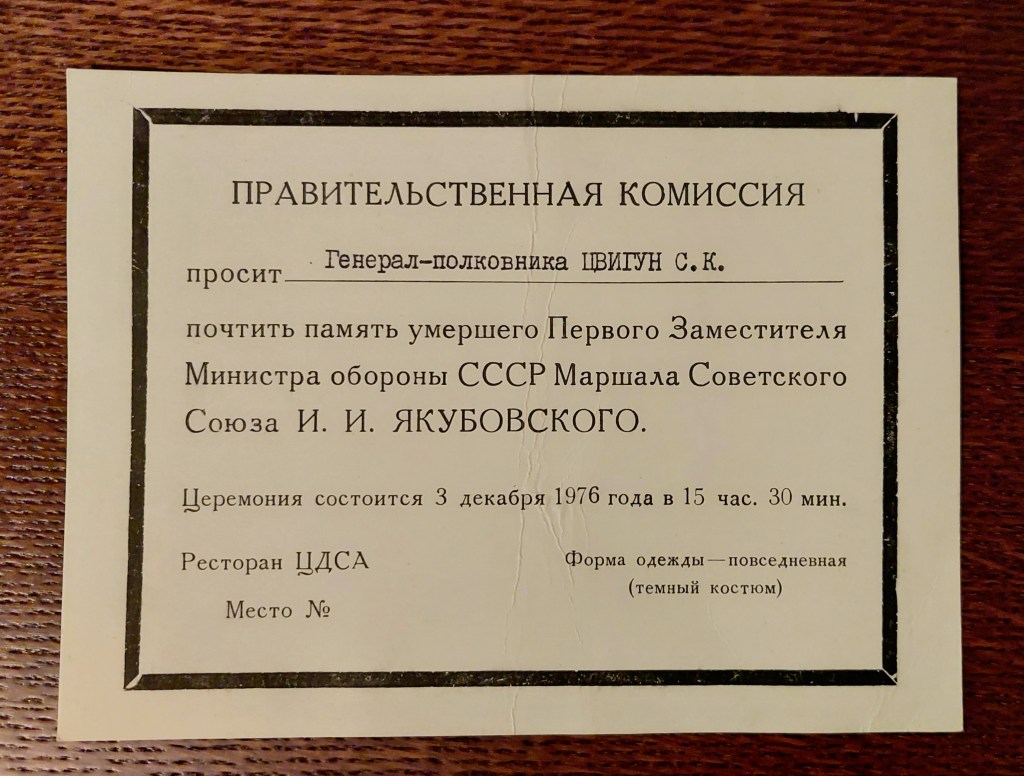 ПРАВИТЕЛЬСТВЕННАЯ КОМИССИЯ
просит Генерал-полковника ЦВИГУН С.К.
почтить память умершего Первого Заместителя
Министра обороны СССР Маршала Советского
Союза И. И. ЯКУБОВСКОГО.
Церемония состоится 3 декабря 1976 года в 15 час. 30 мин.
Ресторан ЦДСА
Место №
Форма одежды—повседневная
(темный костюм)